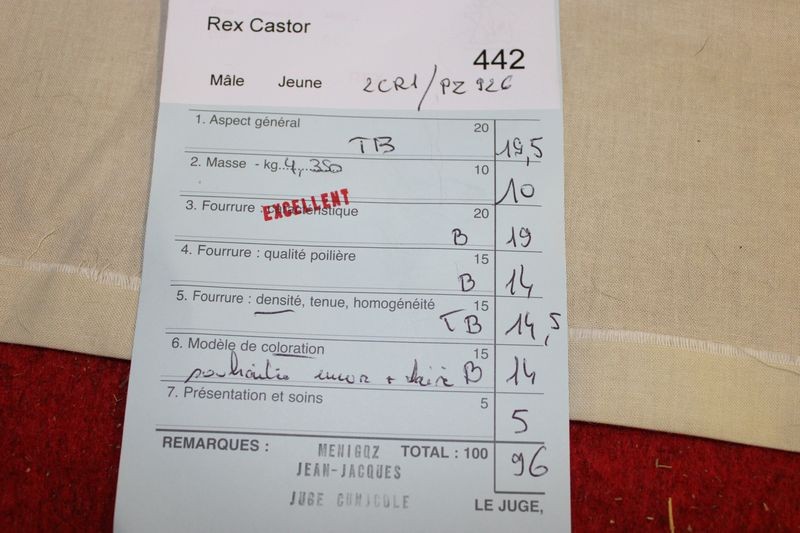 Rex Castor
442
Mâle Jeune 2CR1/PZ 926
1. Aspect général 20
TB 19,5
2. Masse - kg..4,350 10
10
EXCELLENT
3. Fourrure : caractéristique 20
B 19
4. Fourrure : qualité poilière 15
B 14
5. Fourrure : densité, tenue, homogénéité 15
TB 14,5
6. Modèle de coloration 15
encor + B 14
7. Présentation et soins 5
5
REMARQUES : TOTAL : 100 96
MENIGOZ
JEAN-JACQUES
JUGE CUNICOLE
LE JUGE,